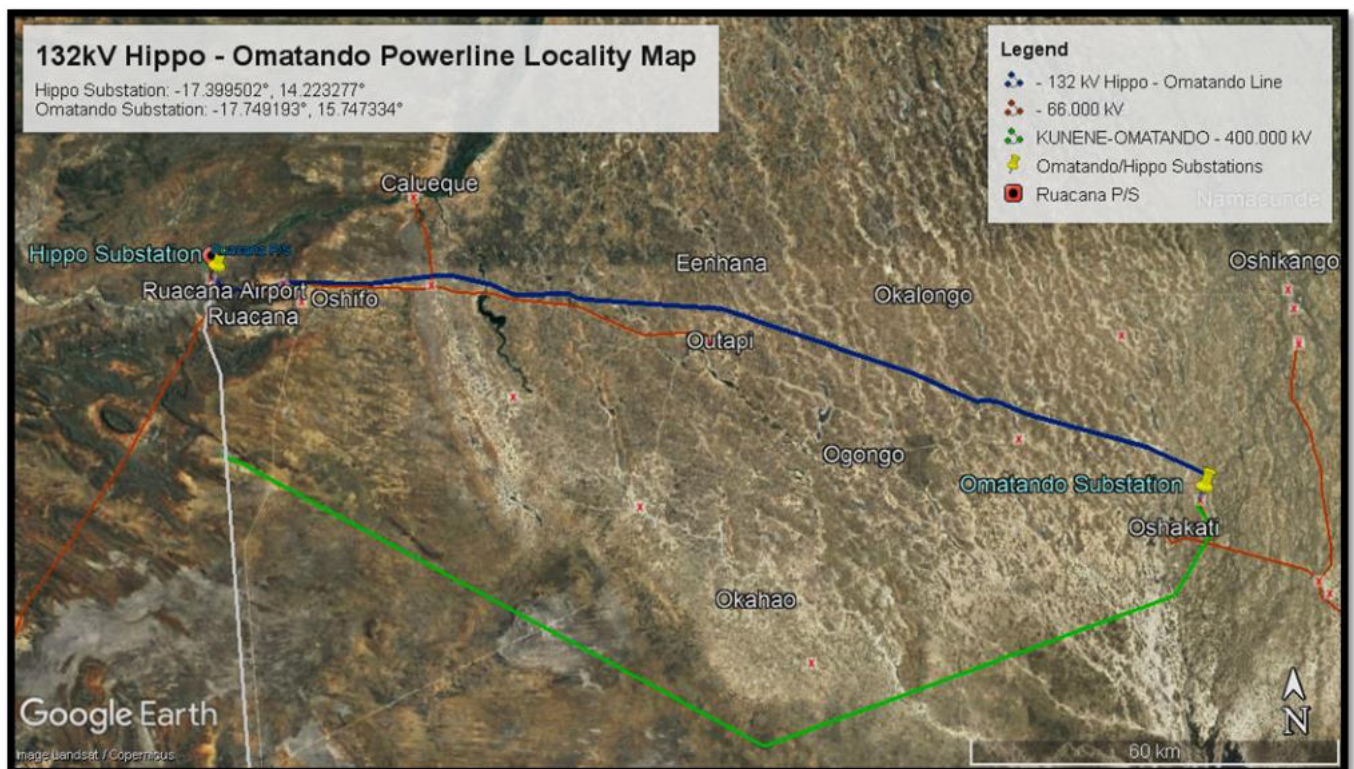 132kV Hippo - Omatando Powerline Locality Map
Hippo Substation: -17.399502°, 14.223277°
Omatando Substation: -17.749193°, 15.747334°
Legend
- 132 kV Hippo - Omatando Line
- 66.000 kV
KUNENE-OMATANDO - 400.000 kV
Omatando/Hippo Substations
Ruacana P/S
Namacunde
Calueque
Hippo Substation
Ruacana P/S
Eenhana
Oshikango
Ruacana Airport
Oshifo
Okalongo
Ruacana
Outapi
Ogongo
Omatando Substation
Oshakati
Okahao
Google Earth
Image Landsat / Copernicus
N
60 km